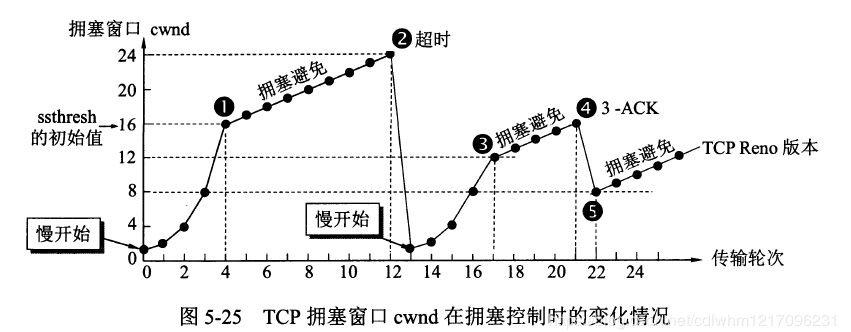 拥塞窗口 cwnd
❷超时
24
20
拥塞避免
ssthresh
的初始值
❶
16
❹ 3 -ACK
❸
拥塞避免
12
拥塞避免
TCP Reno 版本
8
❺
4
慢开始
慢开始
0
0 2 4 6 8 10 12 14 16 18 20 22 24
传输轮次
图 5-25 TCP 拥塞窗口 cwnd 在拥塞控制时的变化情况
net/cdlwhm1217096231